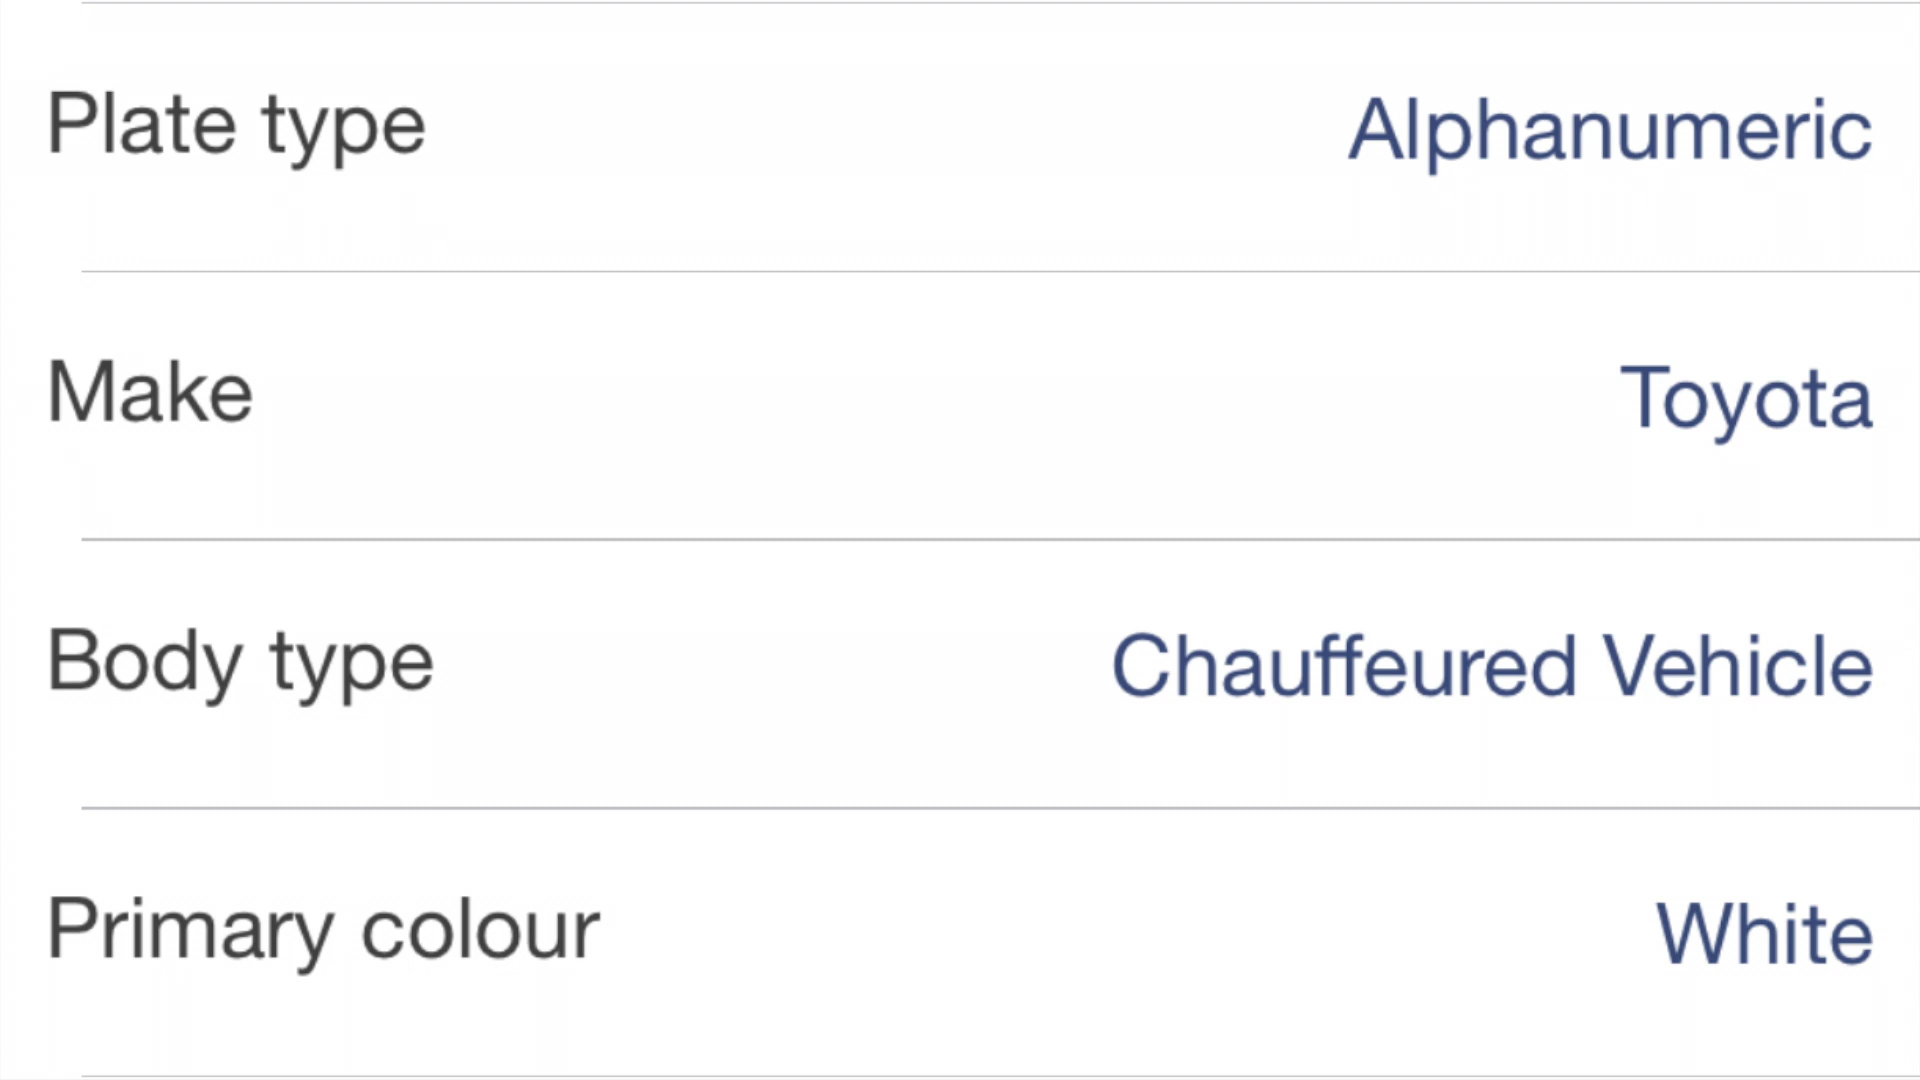 Plate type Alphanumeric
Make Toyota
Body type Chauffeured Vehicle
Primary colour White